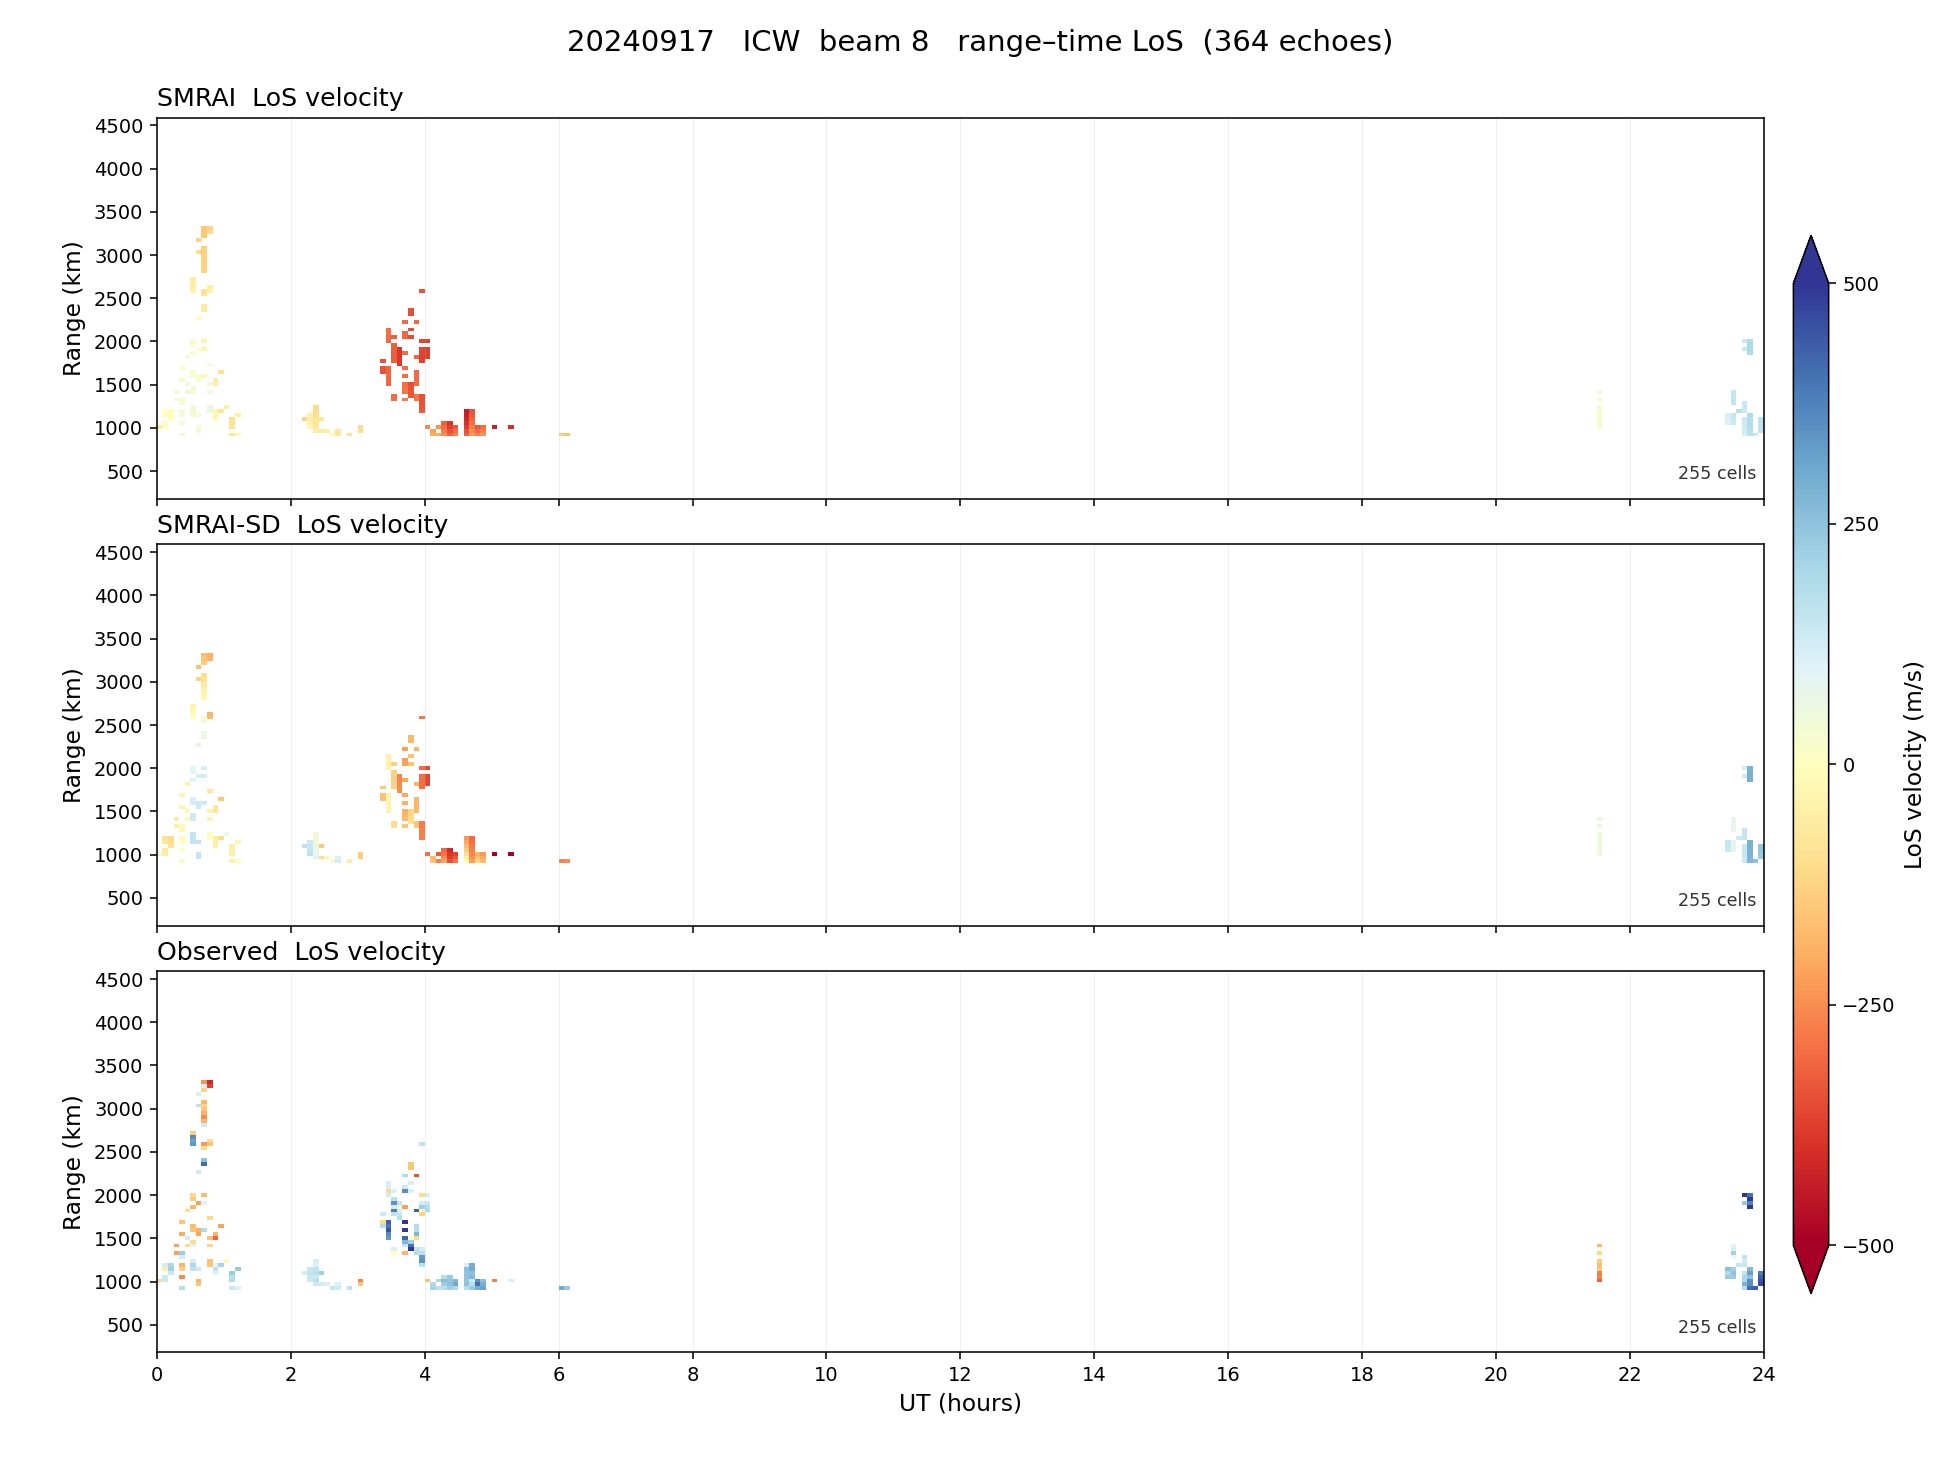 20240917   ICW  beam 8   range–time LoS  (364 echoes)
SMRAI  LoS velocity
4500
4000
3500
3000
2500
2000
1500
1000
500
Range (km)
255 cells
SMRAI-SD  LoS velocity
4500
4000
3500
3000
2500
2000
1500
1000
500
Range (km)
255 cells
Observed  LoS velocity
4500
4000
3500
3000
2500
2000
1500
1000
500
Range (km)
255 cells
0 2 4 6 8 10 12 14 16 18 20 22 24
UT (hours)
500
250
0
−250
−500
LoS velocity (m/s)